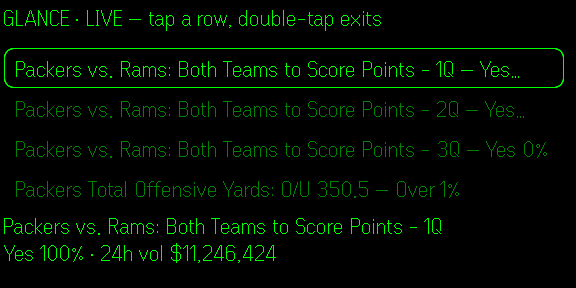 GLANCE · LIVE — tap a row, double-tap exits
Packers vs. Rams: Both Teams to Score Points - 1Q — Yes…
Packers vs. Rams: Both Teams to Score Points - 2Q — Yes…
Packers vs. Rams: Both Teams to Score Points - 3Q — Yes 0%
Packers Total Offensive Yards: O/U 350.5 — Over 1%
Packers vs. Rams: Both Teams to Score Points - 1Q
Yes 100% · 24h vol $11,246,424